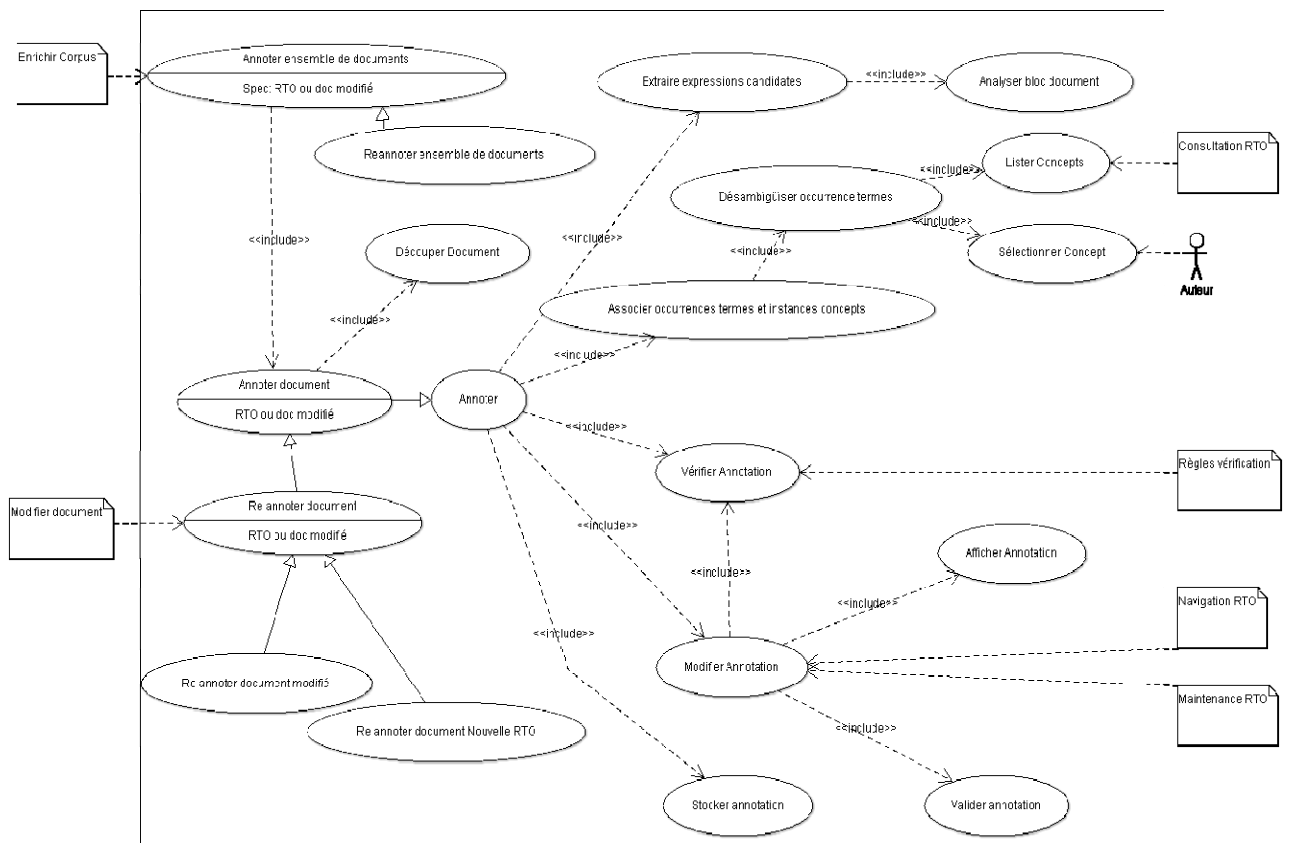 Enrichir Corpus
Annoter ensemble de documents
Spec: RTO ou doc modifié
Reannoter ensemble de documents
Extraire expressions candidates
<<include>>
Analyser bloc document
Lister Concepts
Consultation RTO
<<include>>
Désambigüiser occurrence termes
<<include>>
Sélectionner Concept
Auteur
<<include>>
Découper Document
<<include>>
<<include>>
Associer occurrences termes et instances concepts
<<include>>
<<include>>
Annoter document
RTO ou doc modifié
Annoter
<<include>>
Vérifier Annotation
Règles vérification
Modifier document
Re annoter document
RTO ou doc modifié
<<include>>
Afficher Annotation
<<include>>
<<include>>
Navigation RTO
<<include>>
Modifier Annotation
Maintenance RTO
Re annoter document modifié
Re annoter document Nouvelle RTO
<<include>>
Stocker annotation
Valider annotation